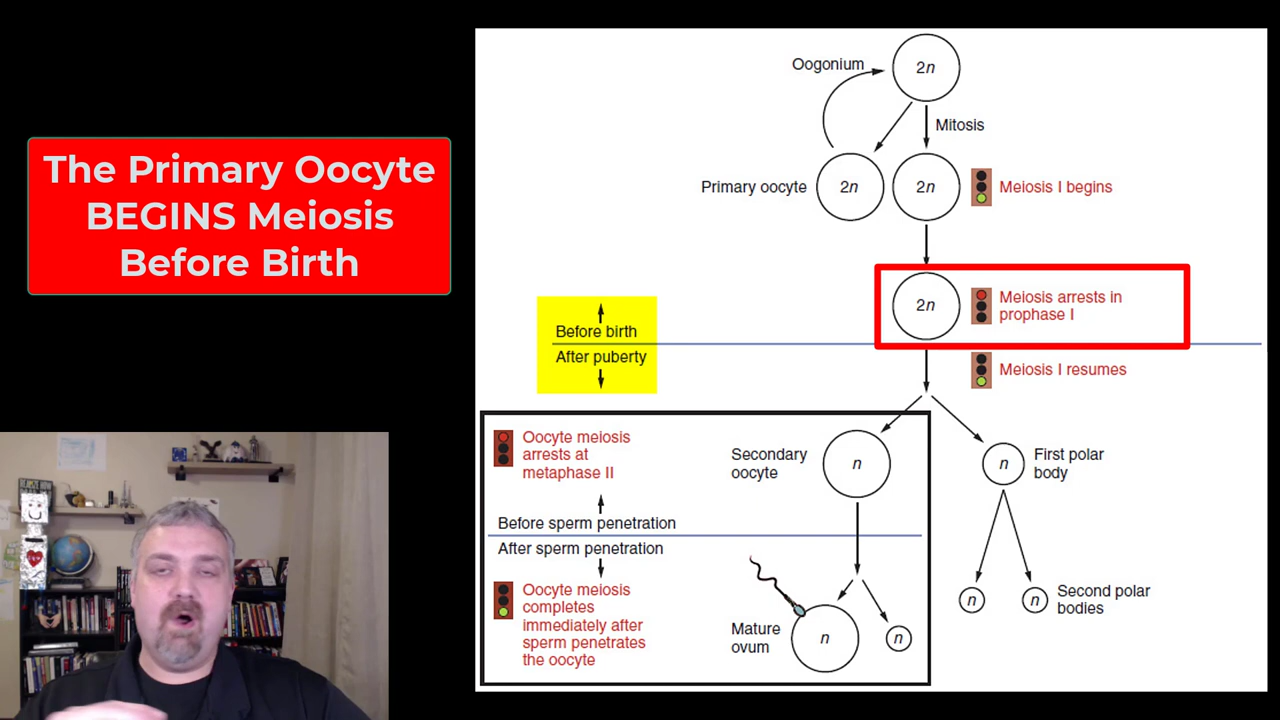 The Primary Oocyte
BEGINS Meiosis
Before Birth
Oogonium
2n
Mitosis
Primary oocyte
2n
2n
Meiosis I begins
2n
Meiosis arrests in
prophase I
Before birth
After puberty
Meiosis I resumes
Oocyte meiosis
arrests at
metaphase II
Secondary
oocyte
n
n
First polar
body
Before sperm penetration
After sperm penetration
Oocyte meiosis
completes
immediately after
sperm penetrates
the oocyte
Mature
ovum
n
n
n
n
Second polar
bodies